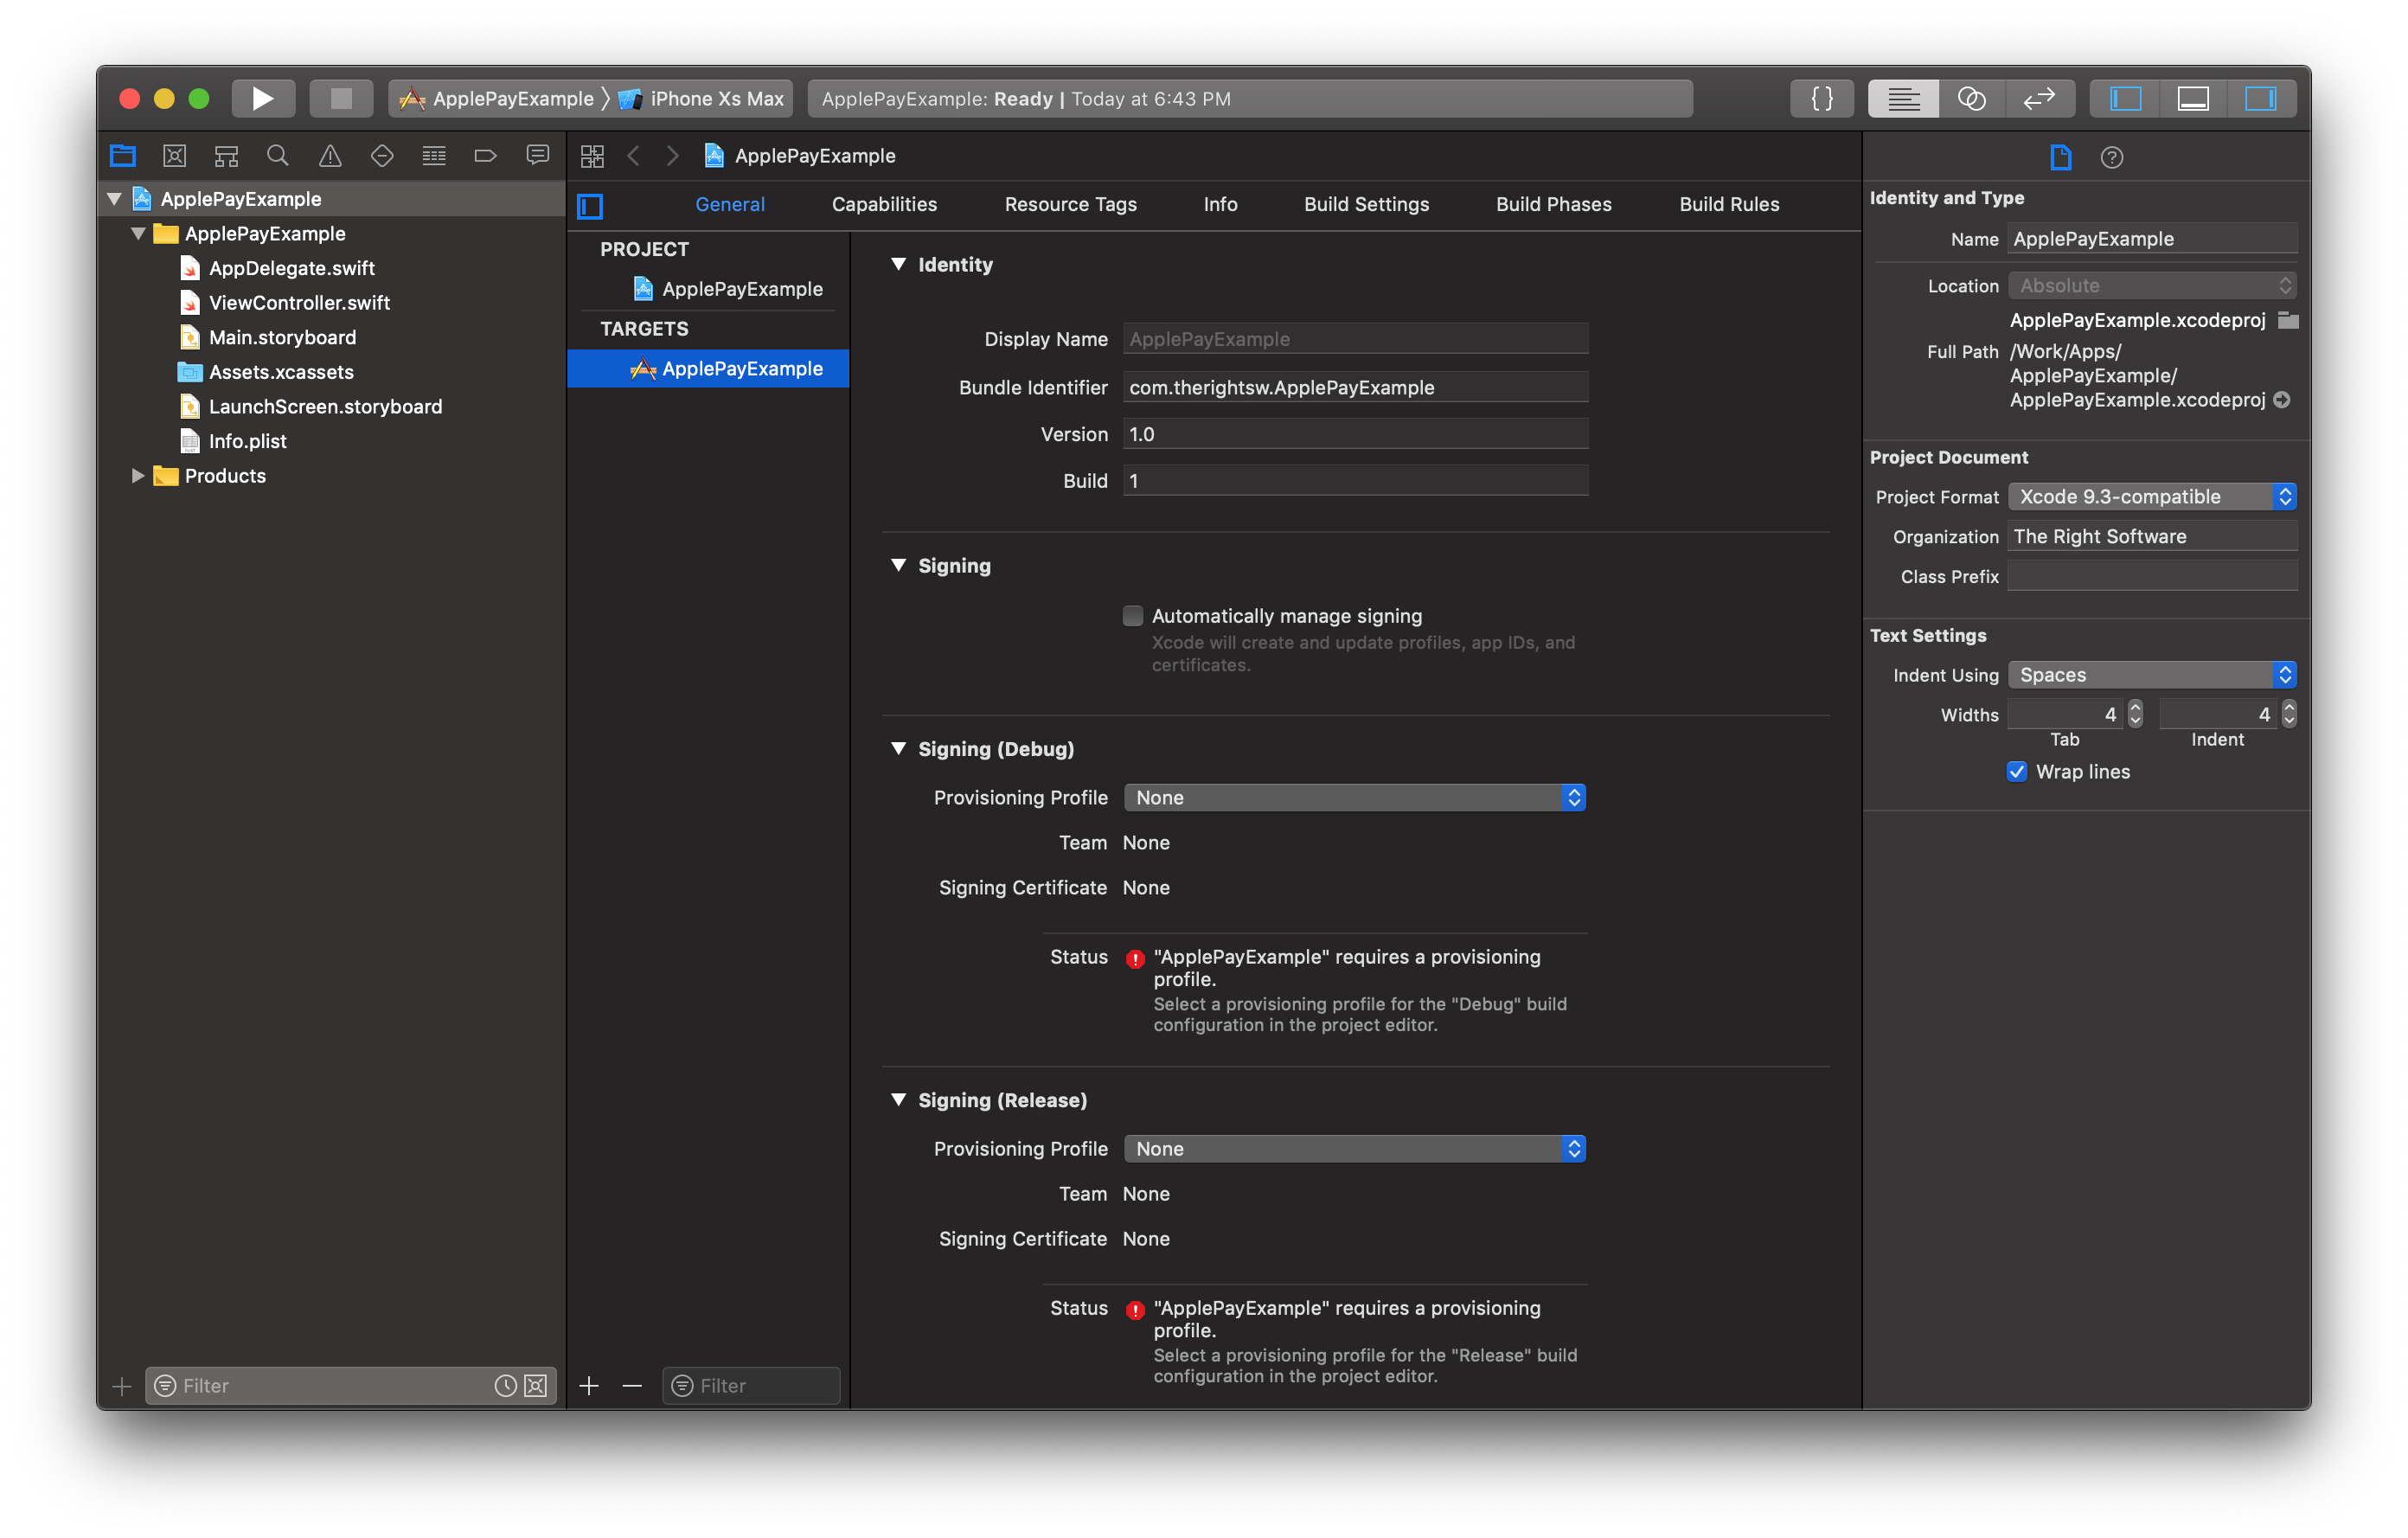 ApplePayExample 〉 iPhone Xs Max
ApplePayExample: Ready | Today at 6:43 PM
{ }
ApplePayExample
ApplePayExample
AppDelegate.swift
ViewController.swift
Main.storyboard
Assets.xcassets
LaunchScreen.storyboard
Info.plist
Products
Filter
ApplePayExample
General Capabilities Resource Tags Info Build Settings Build Phases Build Rules
PROJECT
ApplePayExample
TARGETS
ApplePayExample
Filter
Identity
Display Name ApplePayExample
Bundle Identifier com.therightsw.ApplePayExample
Version 1.0
Build 1
Signing
Automatically manage signing
Xcode will create and update profiles, app IDs, and
certificates.
Signing (Debug)
Provisioning Profile None
Team None
Signing Certificate None
Status "ApplePayExample" requires a provisioning
profile.
Select a provisioning profile for the "Debug" build
configuration in the project editor.
Signing (Release)
Provisioning Profile None
Team None
Signing Certificate None
Status "ApplePayExample" requires a provisioning
profile.
Select a provisioning profile for the "Release" build
configuration in the project editor.
Identity and Type
Name ApplePayExample
Location Absolute
ApplePayExample.xcodeproj
Full Path /Work/Apps/
ApplePayExample/
ApplePayExample.xcodeproj
Project Document
Project Format Xcode 9.3-compatible
Organization The Right Software
Class Prefix
Text Settings
Indent Using Spaces
Widths 4 4
Tab Indent
Wrap lines